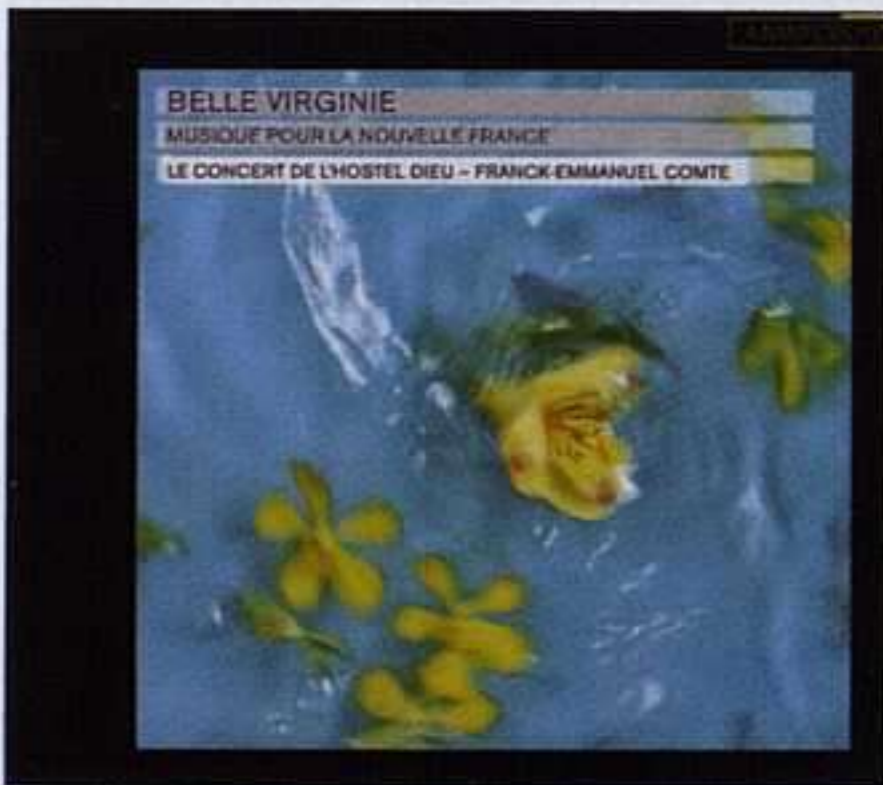 BELLE VIRGINIE
MUSIQUE POUR LA NOUVELLE FRANCE
LE CONCERT DE L'HOSTEL DIEU – FRANCK-EMMANUEL COMTE